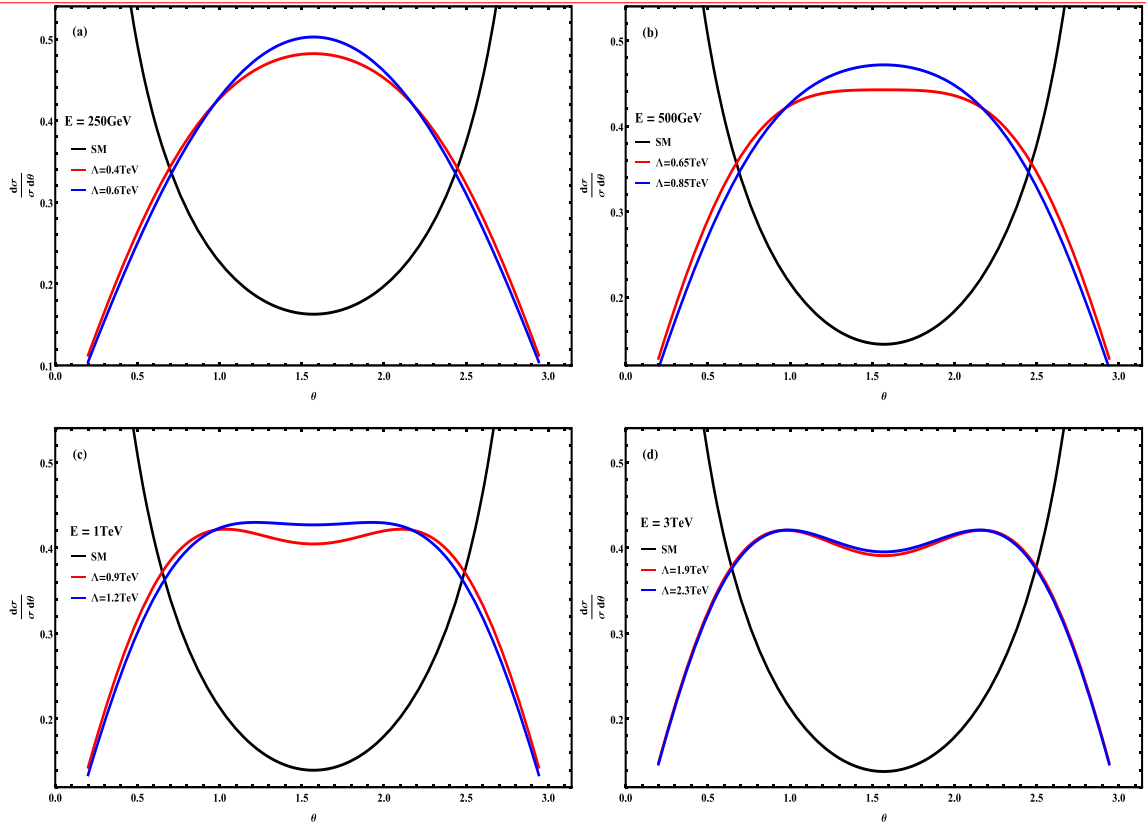 (a)
E = 250GeV
SM
Λ=0.4TeV
Λ=0.6TeV
dσ
σ dθ
0.5
0.4
0.3
0.2
0.1
0.0 0.5 1.0 1.5 2.0 2.5 3.0
θ
(b)
E = 500GeV
SM
Λ=0.65TeV
Λ=0.85TeV
dσ
σ dθ
0.5
0.4
0.3
0.2
0.0 0.5 1.0 1.5 2.0 2.5 3.0
θ
(c)
E = 1TeV
SM
Λ=0.9TeV
Λ=1.2TeV
dσ
σ dθ
0.5
0.4
0.3
0.2
0.0 0.5 1.0 1.5 2.0 2.5 3.0
θ
(d)
E = 3TeV
SM
Λ=1.9TeV
Λ=2.3TeV
dσ
σ dθ
0.5
0.4
0.3
0.2
0.0 0.5 1.0 1.5 2.0 2.5 3.0
θ